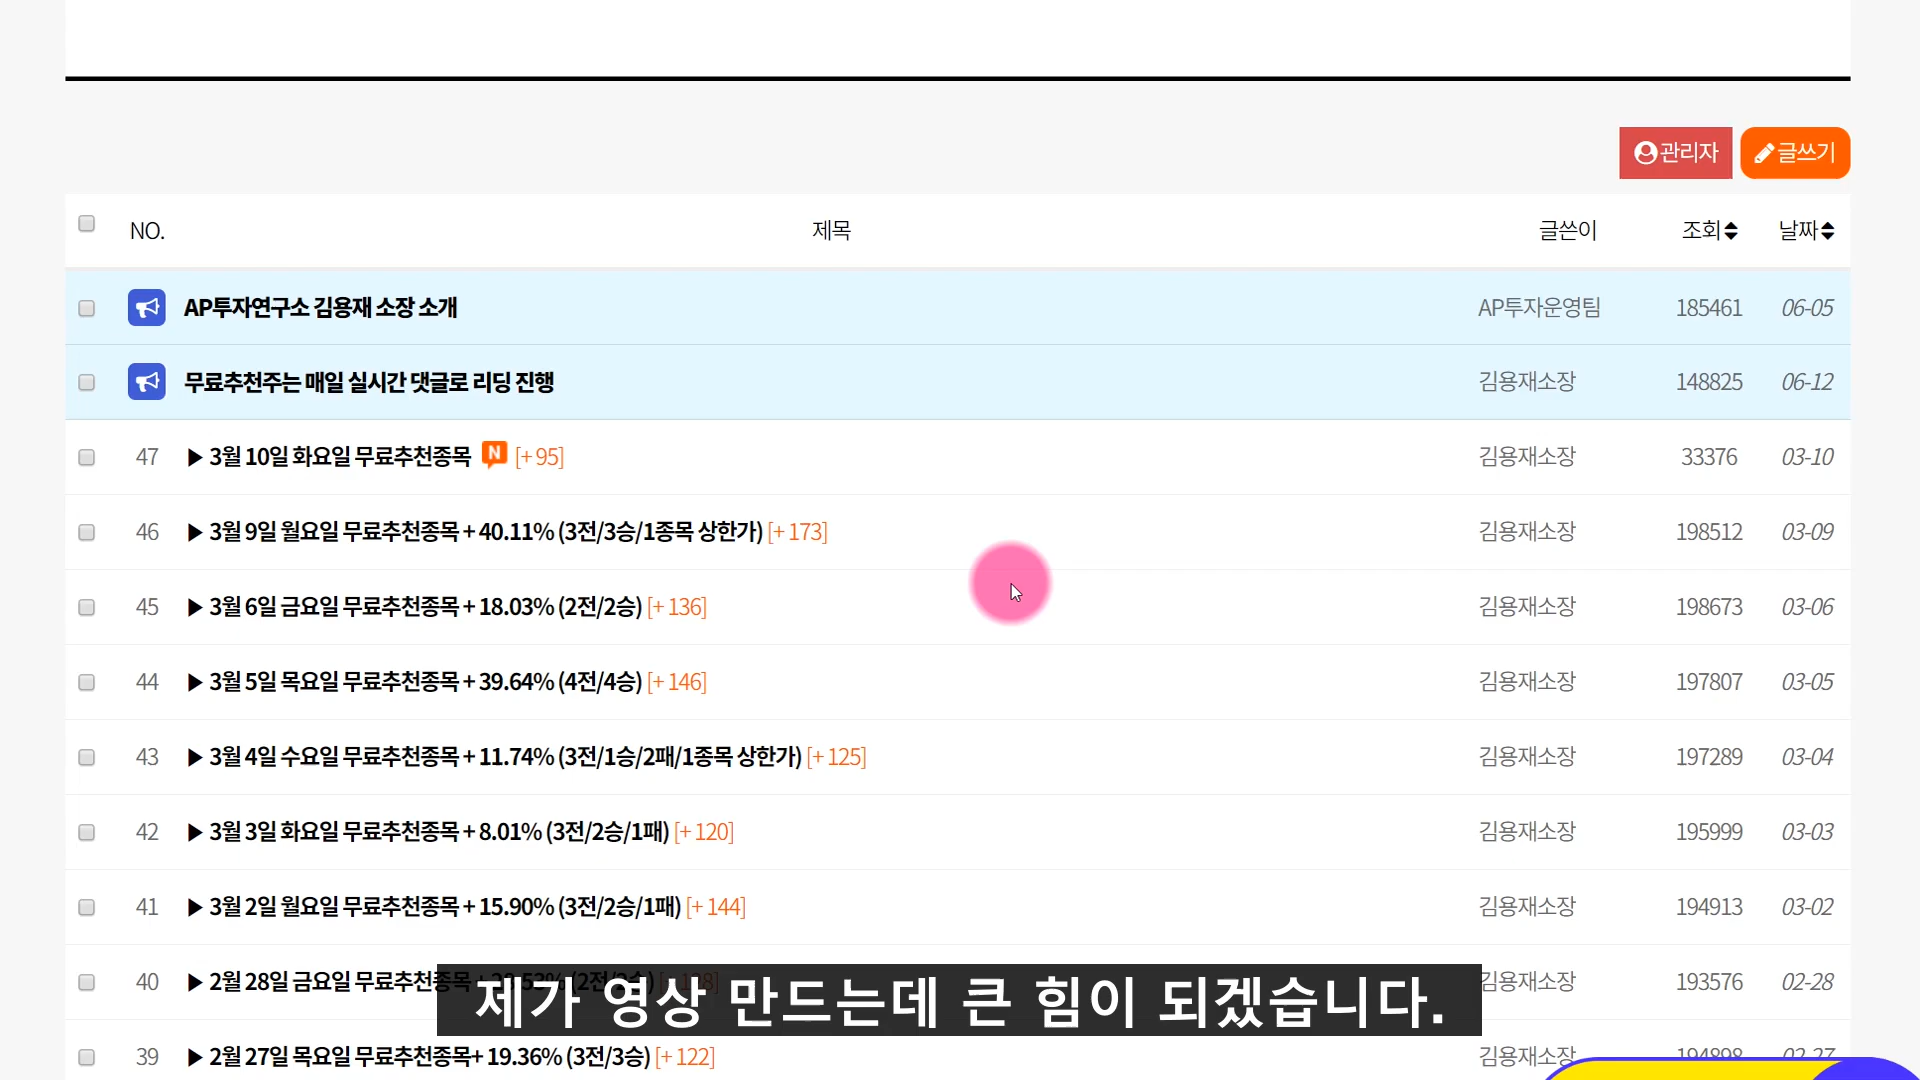 관리자 글쓰기
NO. 제목 글쓴이 조회 날짜
AP투자연구소 김용재 소장 소개 AP투자운영팀 185461 06-05
무료추천주는 매일 실시간 댓글로 리딩 진행 김용재소장 148825 06-12
47 ▶ 3월 10일 화요일 무료추천종목 N [+ 95] 김용재소장 33376 03-10
46 ▶ 3월 9일 월요일 무료추천종목 + 40.11% (3전/3승/1종목 상한가) [+ 173] 김용재소장 198512 03-09
45 ▶ 3월 6일 금요일 무료추천종목 + 18.03% (2전/2승) [+ 136] 김용재소장 198673 03-06
44 ▶ 3월 5일 목요일 무료추천종목 + 39.64% (4전/4승) [+ 146] 김용재소장 197807 03-05
43 ▶ 3월 4일 수요일 무료추천종목 + 11.74% (3전/1승/2패/1종목 상한가) [+ 125] 김용재소장 197289 03-04
42 ▶ 3월 3일 화요일 무료추천종목 + 8.01% (3전/2승/1패) [+ 120] 김용재소장 195999 03-03
41 ▶ 3월 2일 월요일 무료추천종목 + 15.90% (3전/2승/1패) [+ 144] 김용재소장 194913 03-02
40 ▶ 2월 28일 금요일 무료추천종목 김용재소장 193576 02-28
제가 영상 만드는데 큰 힘이 되겠습니다.
39 ▶ 2월 27일 목요일 무료추천종목+ 19.36% (3전/3승) [+ 122] 김용재소장 194898 02-27